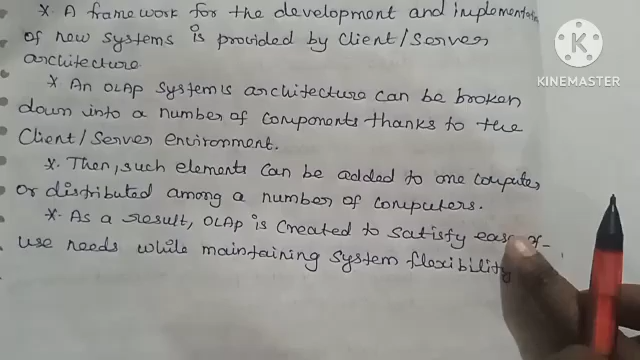 * A framework for the development and implementation
of new systems is provided by Client/Server
architecture.
* An OLAP system's architecture can be broken
down into a number of components thanks to the
Client/Server environment.
* Then, such elements can be added to one computer
or distributed among a number of computers.
* As a result, OLAP is created to satisfy ease-of-
use needs while maintaining system flexibility
KINEMASTER